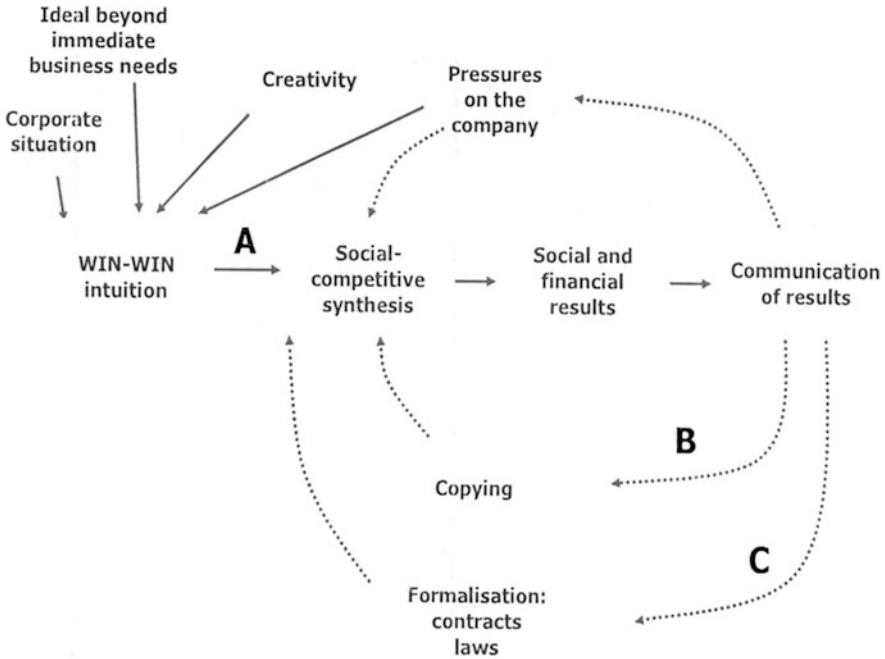 Ideal beyond
immediate
business needs
Creativity
Pressures
on the
company
Corporate
situation
A
WIN-WIN
intuition
Social-
competitive
synthesis
Social and
financial
results
Communication
of results
B
Copying
C
Formalisation:
contracts
laws